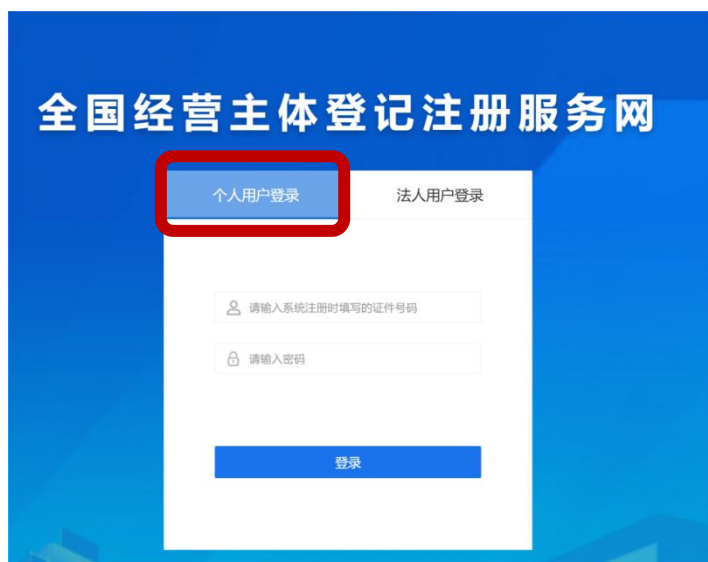 全国经营主体登记注册服务网
个人用户登录
法人用户登录
请输入系统注册时填写的证件号码
请输入密码
登录